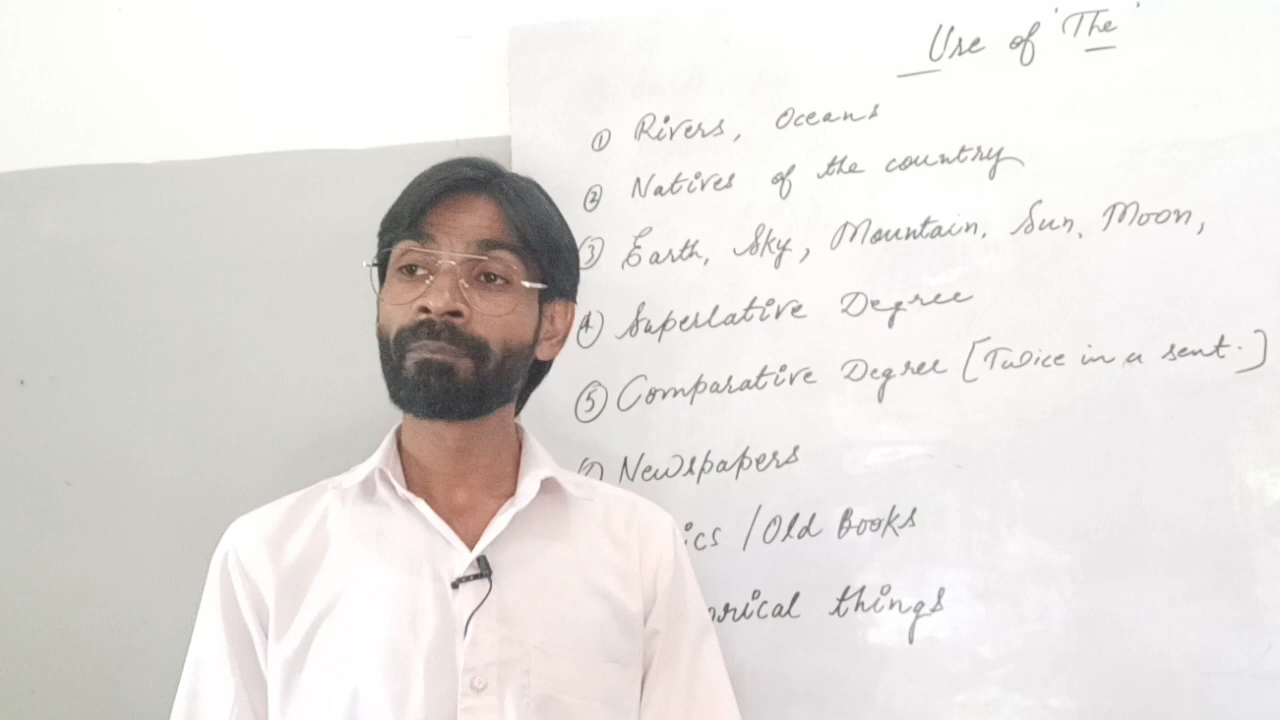 Use of 'The'
① Rivers, Oceans
② Natives of the country
③ Earth, Sky, Mountain, Sun, Moon,
④ Superlative Degree
⑤ Comparative Degree [Twice in a sent.]
Newspapers
/Old Books
things